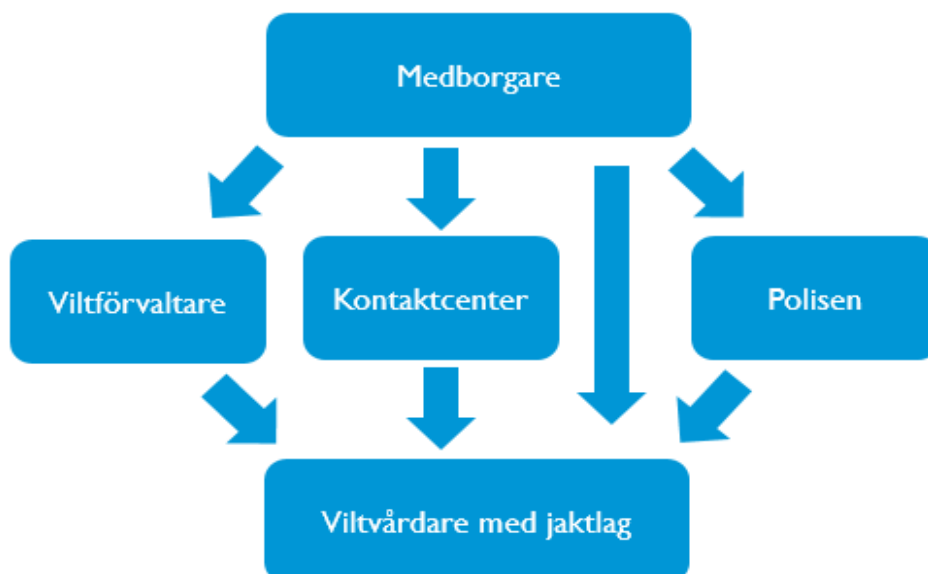 Medborgare
Viltförvaltare
Kontaktcenter
Polisen
Viltvårdare med jaktlag